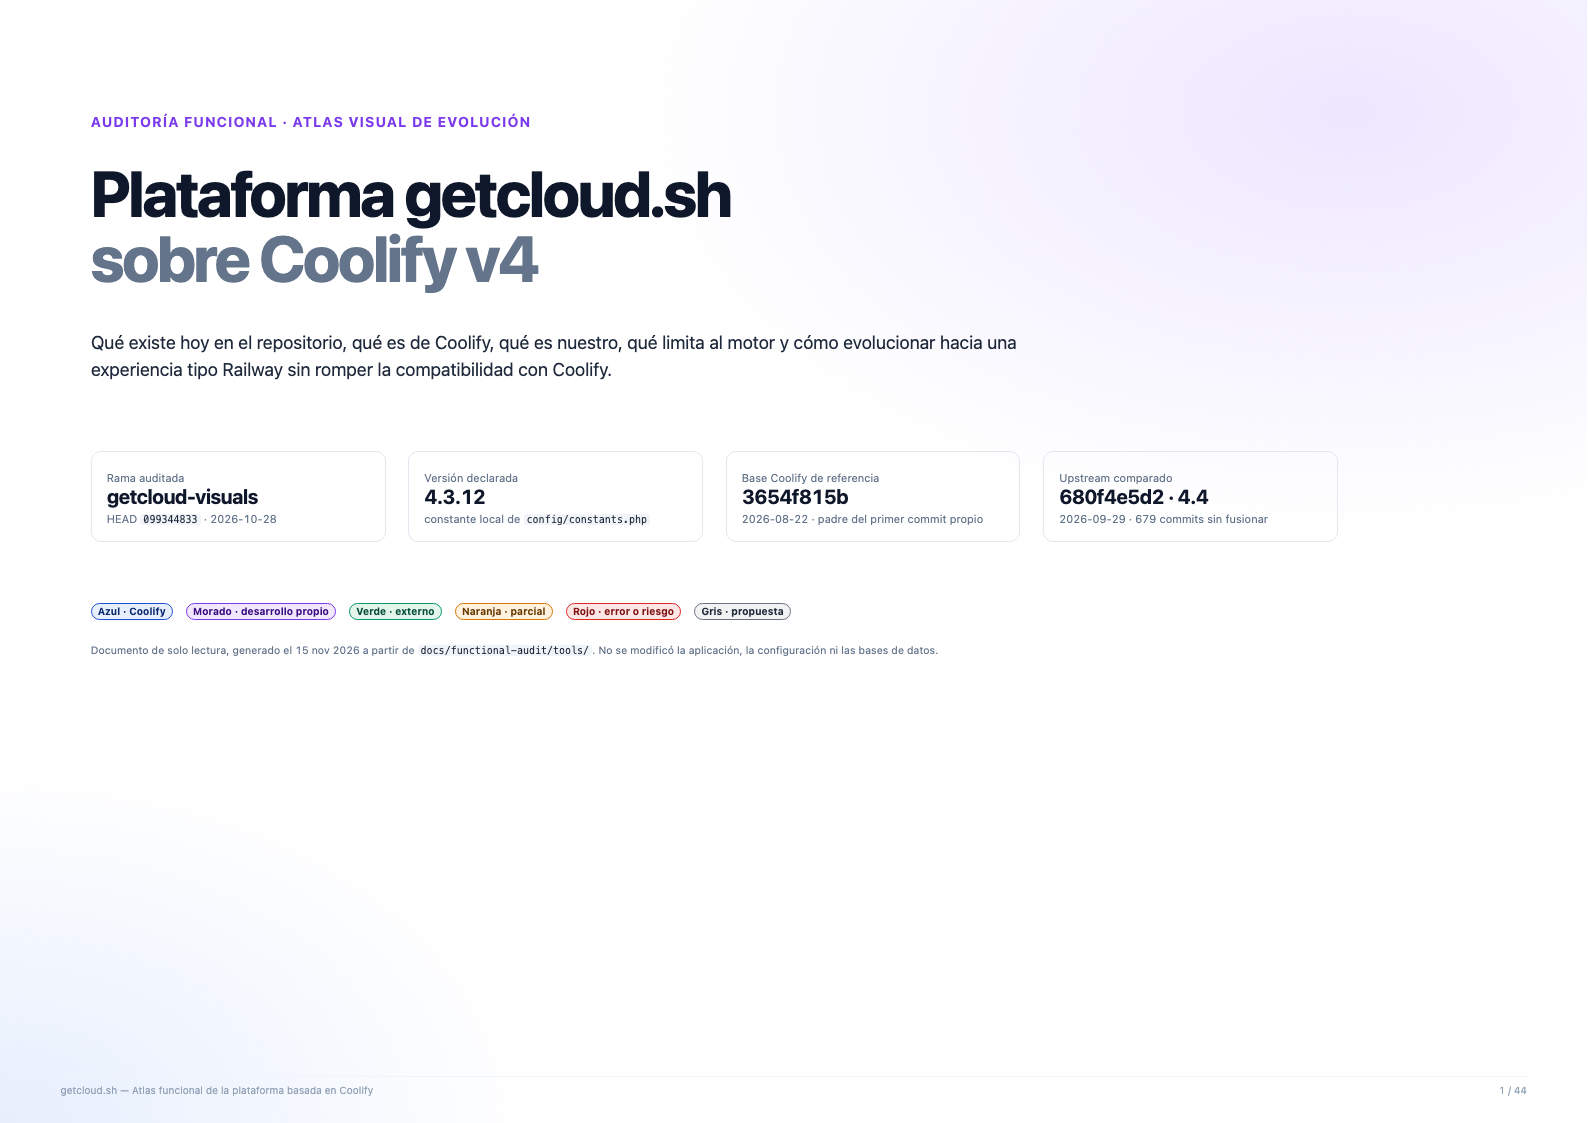 AUDITORÍA FUNCIONAL · ATLAS VISUAL DE EVOLUCIÓN
Plataforma getcloud.sh
sobre Coolify v4
Qué existe hoy en el repositorio, qué es de Coolify, qué es nuestro, qué limita al motor y cómo evolucionar hacia una
experiencia tipo Railway sin romper la compatibilidad con Coolify.
Rama auditada
getcloud-visuals
HEAD 099344833 · 2026-10-28
Versión declarada
4.3.12
constante local de config/constants.php
Base Coolify de referencia
3654f815b
2026-08-22 · padre del primer commit propio
Upstream comparado
680f4e5d2 · 4.4
2026-09-29 · 679 commits sin fusionar
Azul · Coolify Morado · desarrollo propio Verde · externo Naranja · parcial Rojo · error o riesgo Gris · propuesta
Documento de solo lectura, generado el 15 nov 2026 a partir de docs/functional-audit/tools/ . No se modificó la aplicación, la configuración ni las bases de datos.
getcloud.sh — Atlas funcional de la plataforma basada en Coolify 1 / 44